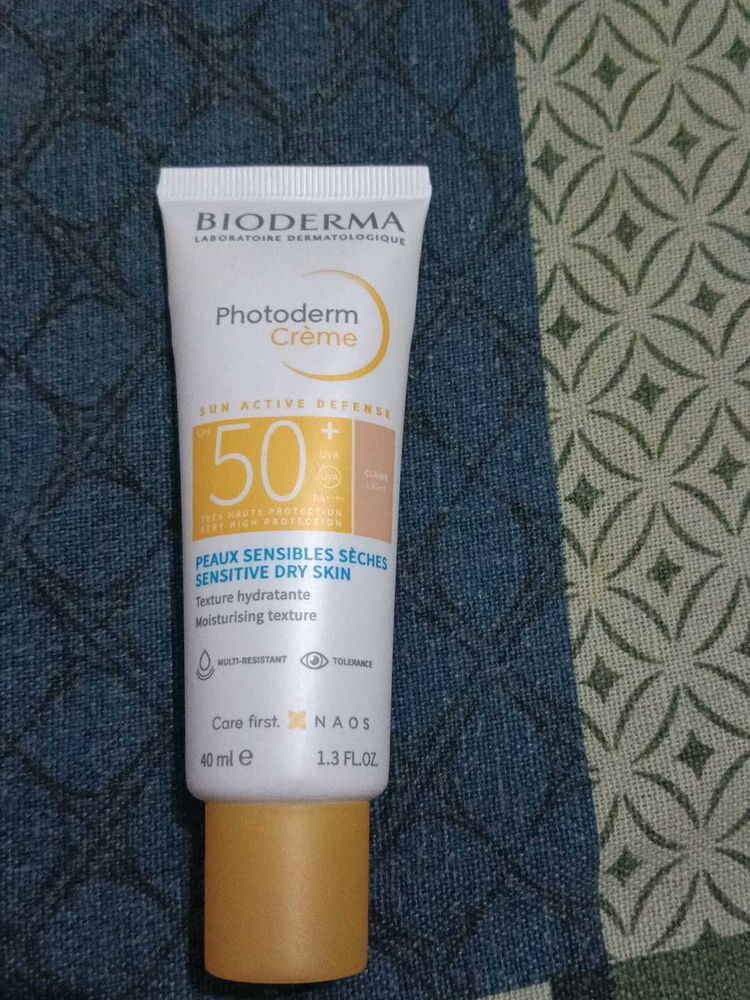 BIODERMA
LABORATOIRE DERMATOLOGIQUE
Photoderm
Crème
SUN ACTIVE DEFENSE
SPF
50+
UVB
UVA
PA++++
CLAIRE
LIGHT
TRÈS HAUTE PROTECTION
VERY HIGH PROTECTION
PEAUX SENSIBLES SÈCHES
SENSITIVE DRY SKIN
Texture hydratante
Moisturising texture
MULTI-RESISTANT
TOLERANCE
Care first. NAOS
40 ml e 1.3 FL.OZ.